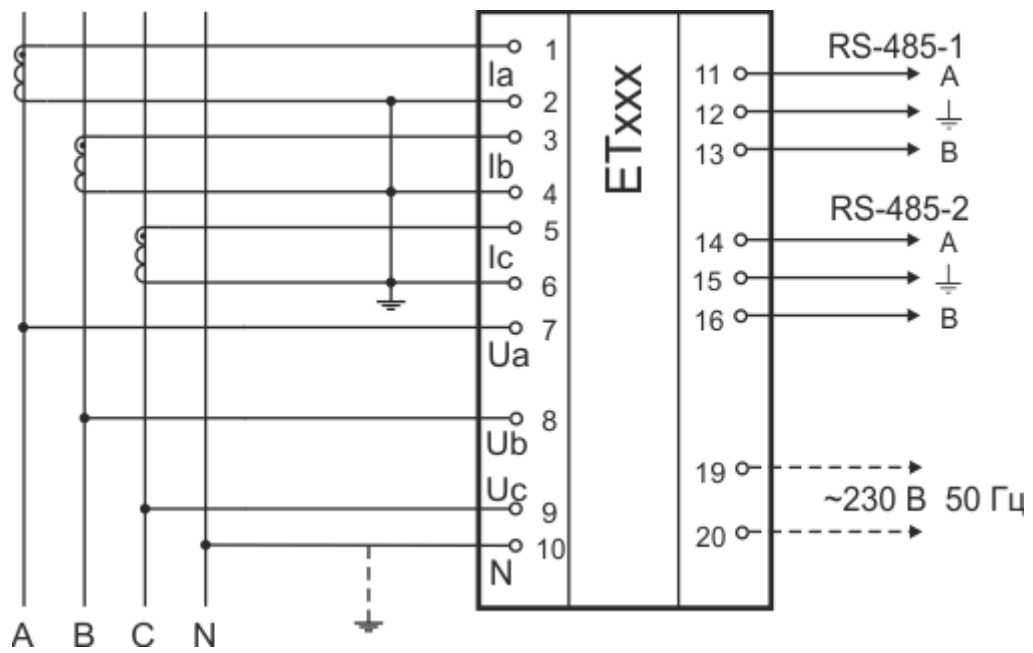 1
Ia
2
3
Ib
4
5
Ic
6
7
Ua
8
Ub
Uc
9
10
N
A B C N
ETxxx
RS-485-1
11 A
12
13 B
RS-485-2
14 A
15
16 B
19
~230 В 50 Гц
20